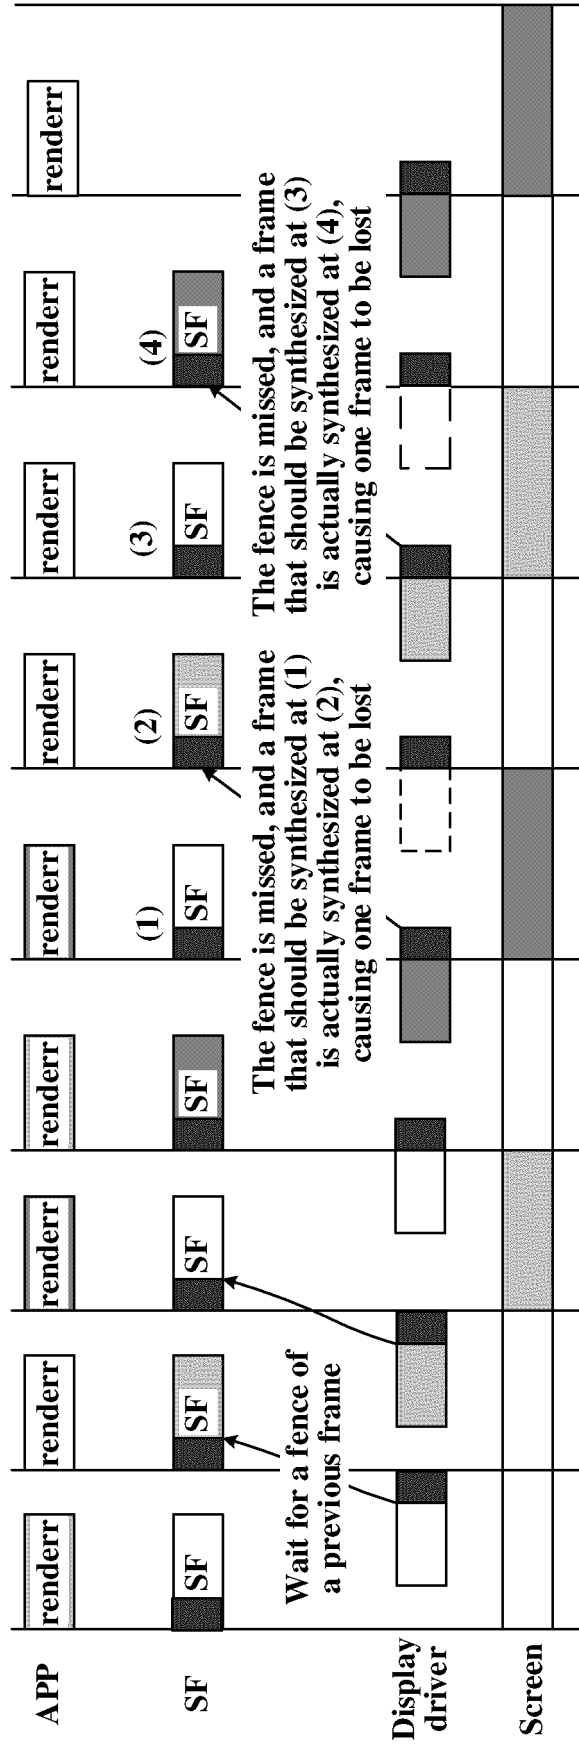 APP
renderr
renderr
renderr
renderr
renderr
renderr
renderr
renderr
renderr
(1)
(2)
(3)
(4)
SF
SF
SF
SF
SF
SF
SF
SF
SF
Wait for a fence of
a previous frame
The fence is missed, and a frame
that should be synthesized at (1)
is actually synthesized at (2),
causing one frame to be lost
The fence is missed, and a frame
that should be synthesized at (3)
is actually synthesized at (4),
causing one frame to be lost
Display
driver
Screen